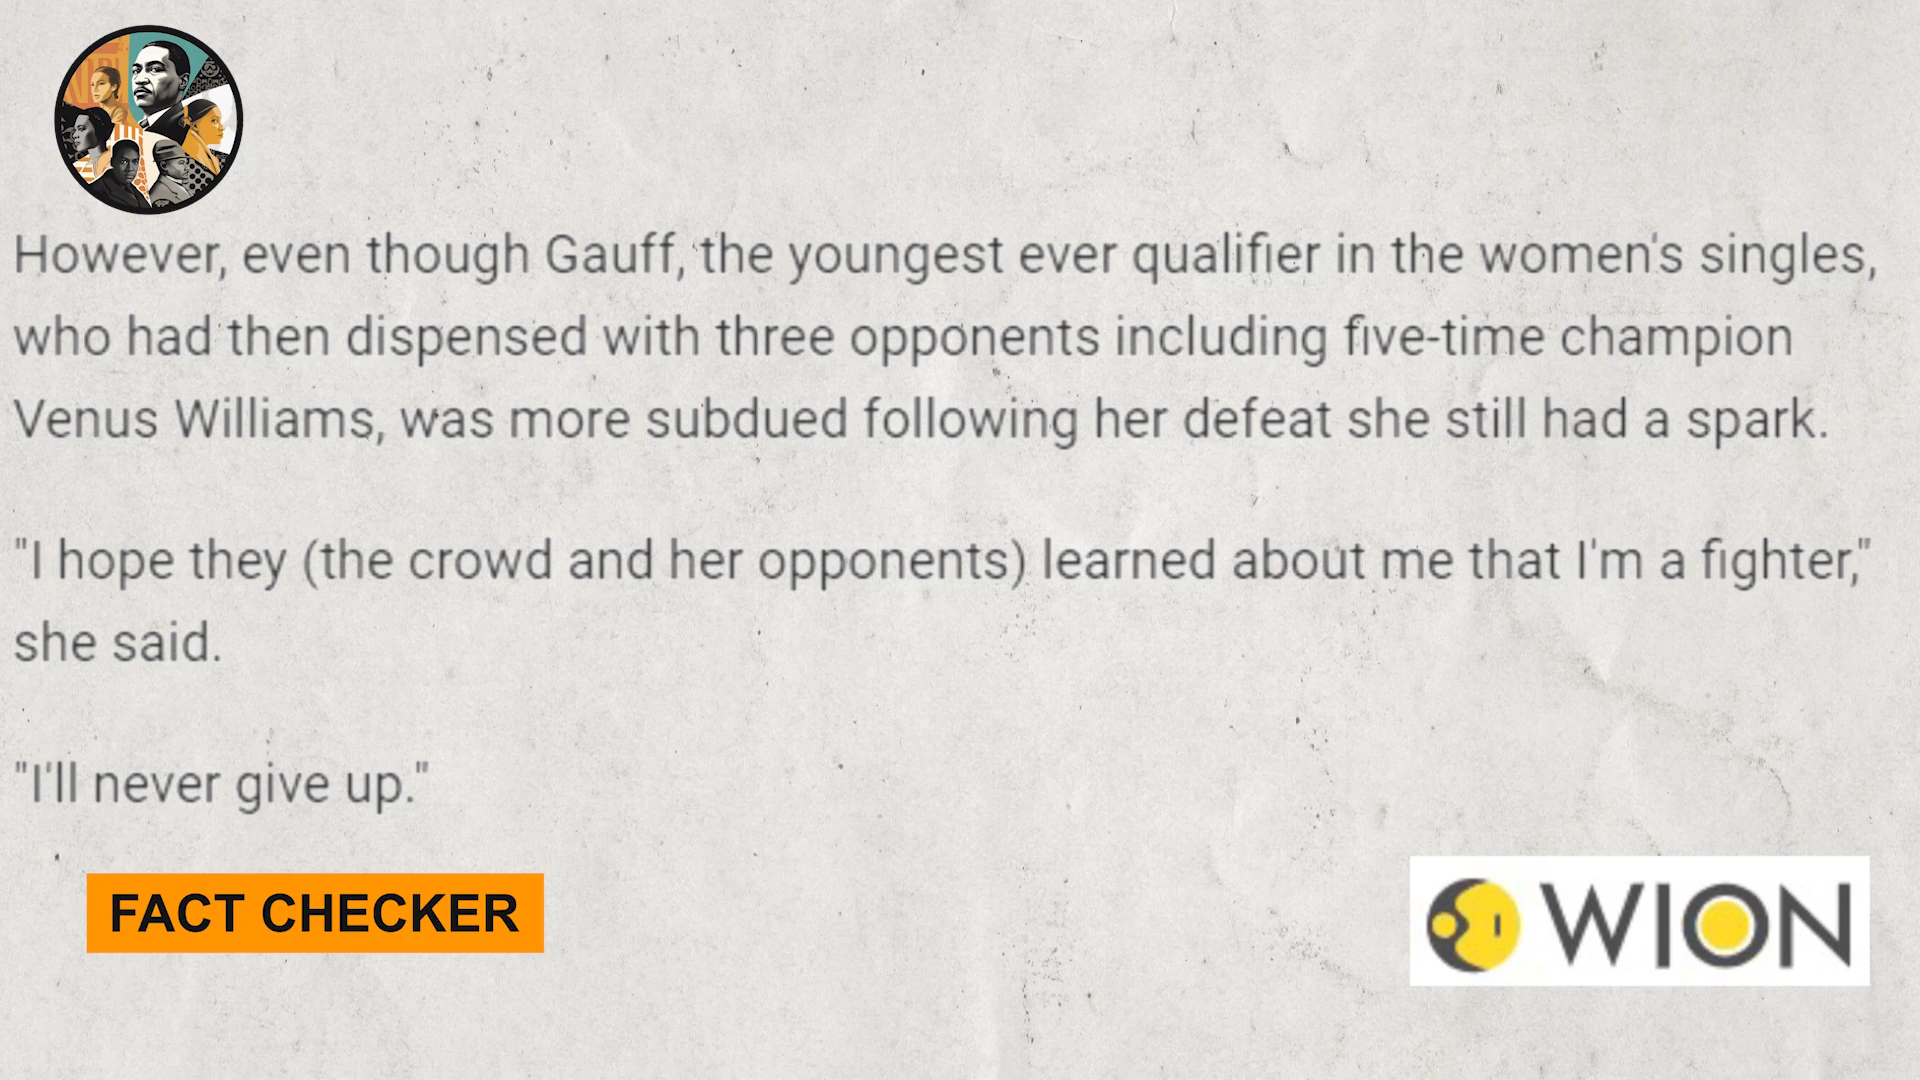 However, even though Gauff, the youngest ever qualifier in the women's singles,
who had then dispensed with three opponents including five-time champion
Venus Williams, was more subdued following her defeat she still had a spark.
"I hope they (the crowd and her opponents) learned about me that I'm a fighter,"
she said.
"I'll never give up."
FACT CHECKER
WION